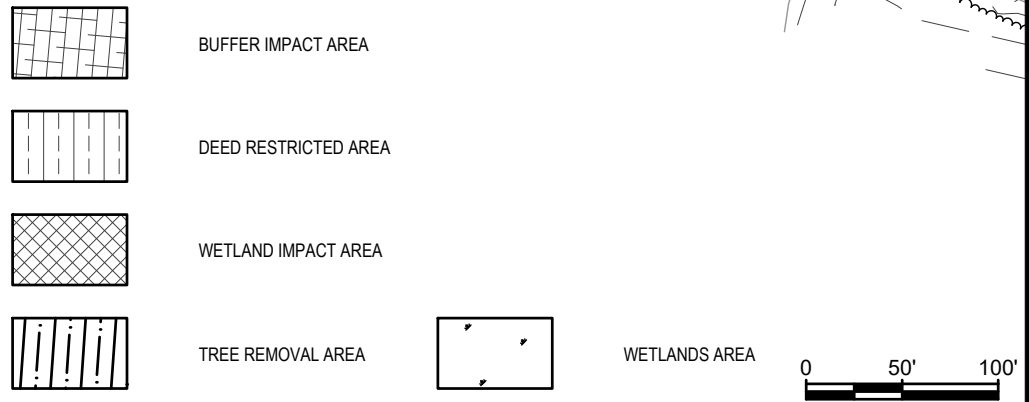 BUFFER IMPACT AREA
DEED RESTRICTED AREA
WETLAND IMPACT AREA
TREE REMOVAL AREA
WETLANDS AREA
0 50' 100'